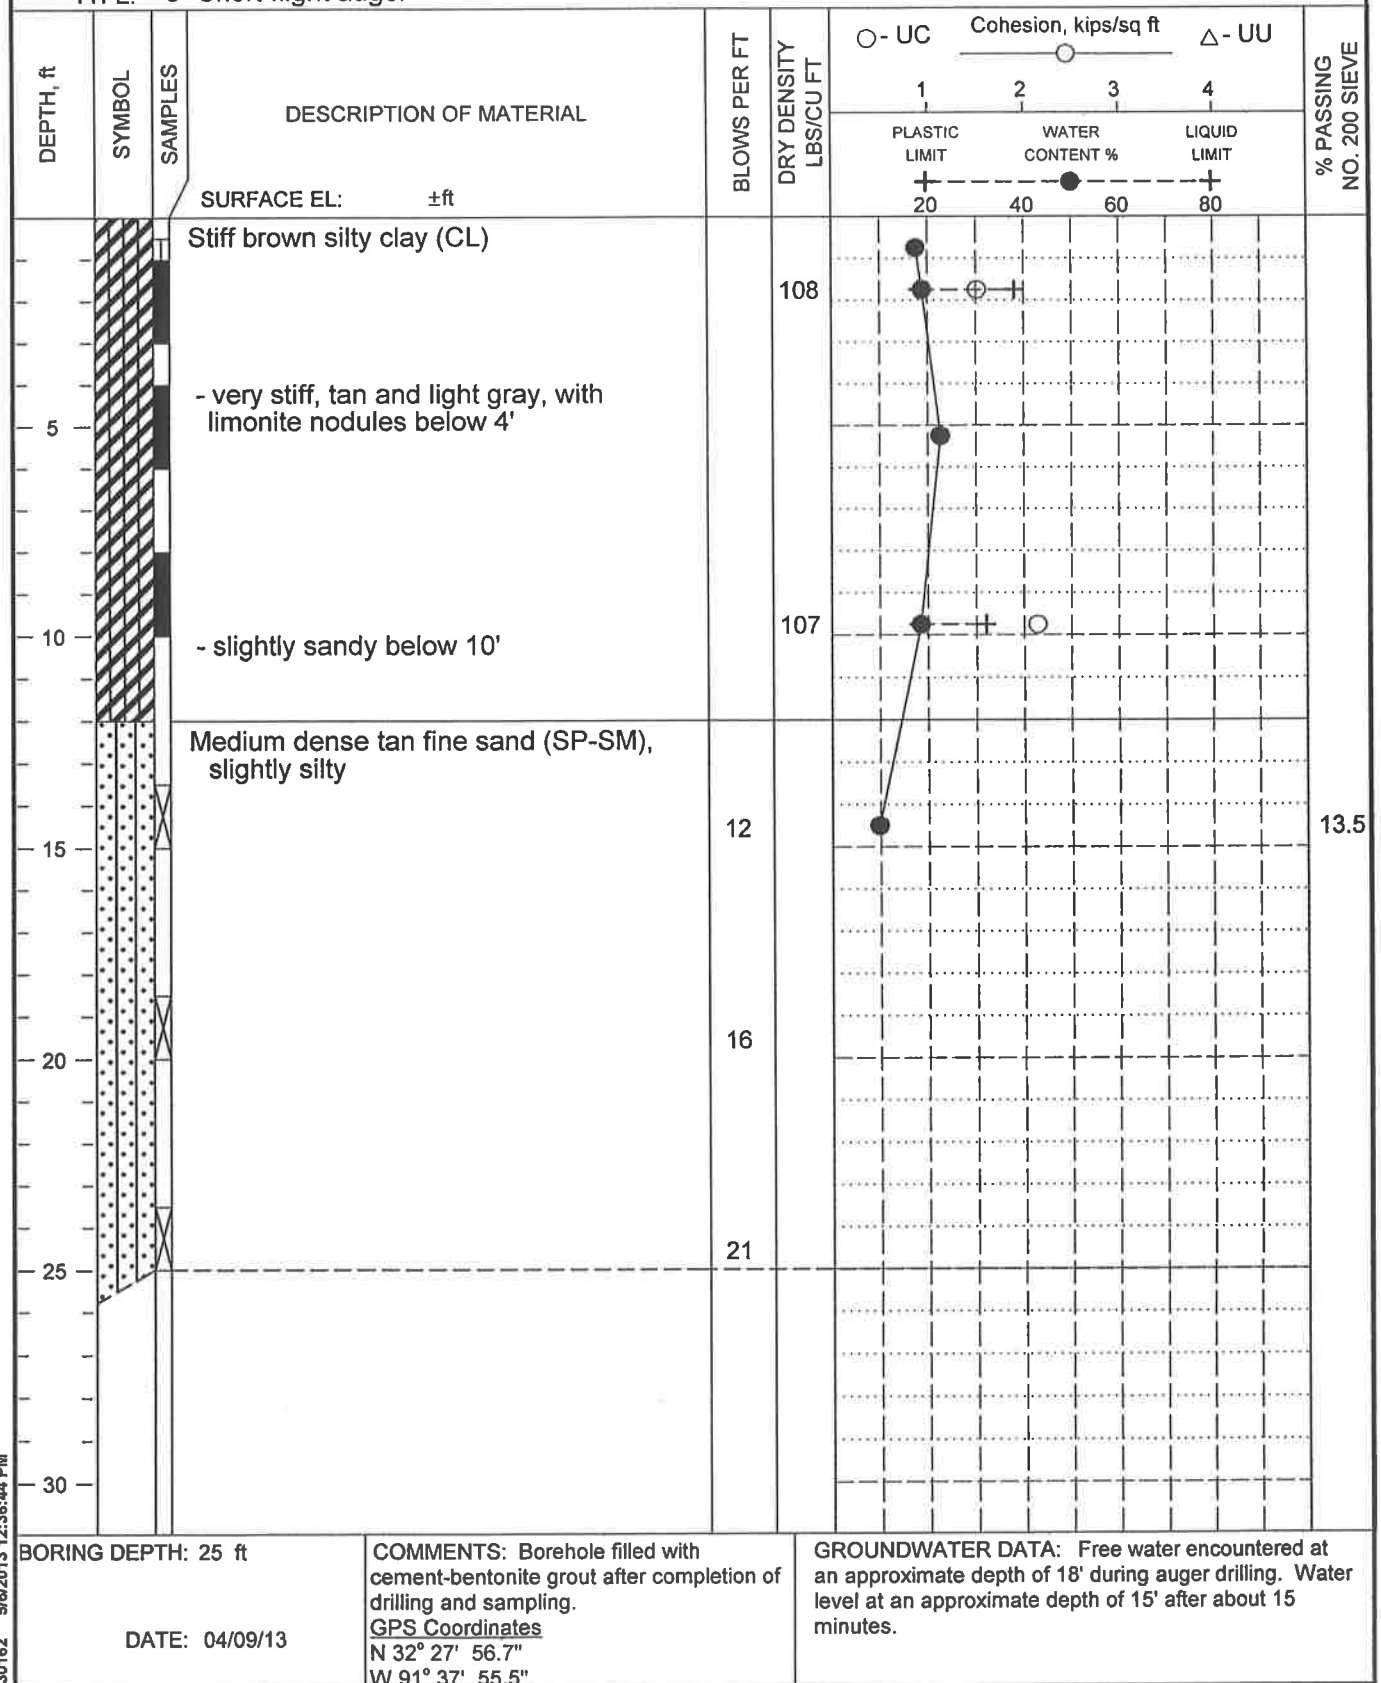 Short-flight auger
DEPTH, ft
SYMBOL
SAMPLES
DESCRIPTION OF MATERIAL
SURFACE EL: ±ft
BLOWS PER FT
DRY DENSITY
LBS/CU FT
○- UC Cohesion, kips/sq ft △- UU
1 2 3 4
PLASTIC WATER LIQUID
LIMIT CONTENT % LIMIT
20 40 60 80
% PASSING
NO. 200 SIEVE
Stiff brown silty clay (CL)
108
- very stiff, tan and light gray, with
limonite nodules below 4'
5
107
10
- slightly sandy below 10'
Medium dense tan fine sand (SP-SM),
slightly silty
12
13.5
15
16
20
21
25
30
BORING DEPTH: 25 ft
DATE: 04/09/13
COMMENTS: Borehole filled with
cement-bentonite grout after completion of
drilling and sampling.
GPS Coordinates
N 32° 27' 56.7"
W 91° 37' 55.5"
GROUNDWATER DATA: Free water encountered at
an approximate depth of 18' during auger drilling. Water
level at an approximate depth of 15' after about 15
minutes.
12:36:44 PM